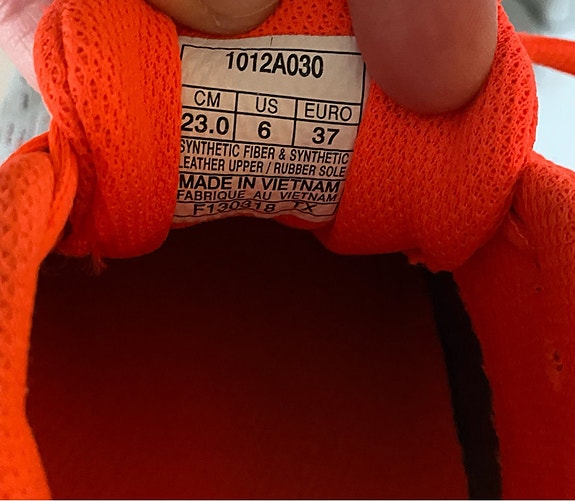 1012A030
CM US EURO
23.0 6 37
SYNTHETIC FIBER & SYNTHETIC
LEATHER UPPER / RUBBER SOLE
MADE IN VIETNAM
FABRIQUE AU VIETNAM
F130318 TX